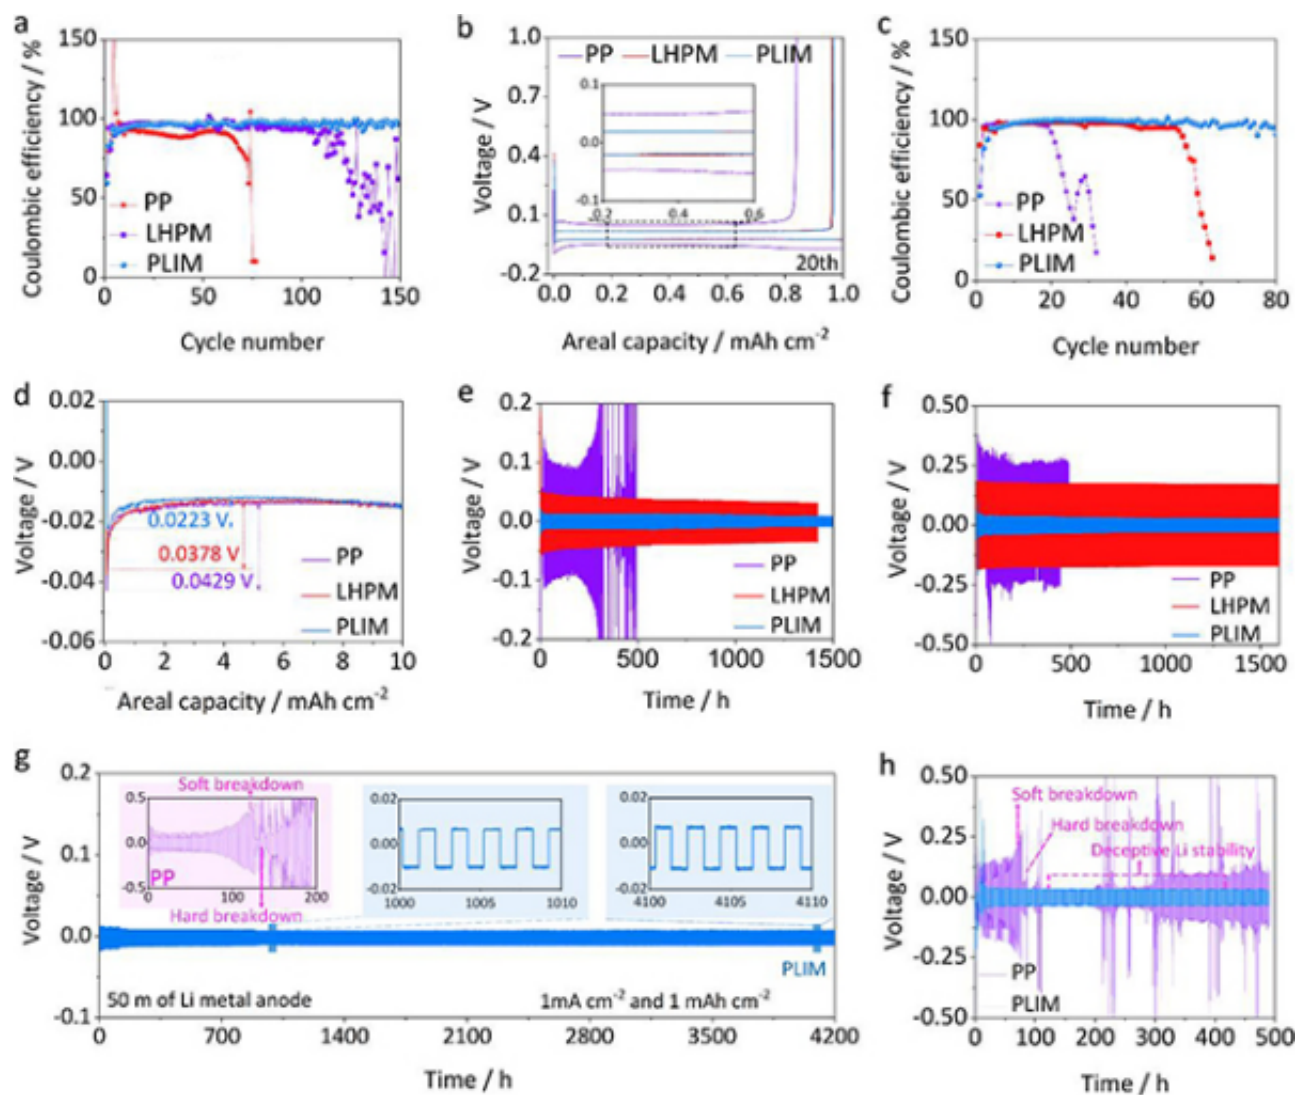 a
Coulombic efficiency / %
150
100
50
0
PP
LHPM
PLIM
0 50 100 150
Cycle number
b
Voltage / V
1.0
0.7
0.4
0.1
-0.2
PP LHPM PLIM
0.1
0.0
-0.1
0.2 0.4 0.6
20th
0.0 0.2 0.4 0.6 0.8 1.0
Areal capacity / mAh cm-2
c
Coulombic efficiency / %
150
100
50
0
PP
LHPM
PLIM
0 20 40 60 80
Cycle number
d
Voltage / V
0.02
0.00
-0.02
-0.04
-0.06
0.0223 V
0.0378 V
0.0429 V
PP
LHPM
PLIM
0 2 4 6 8 10
Areal capacity / mAh cm-2
e
Voltage / V
0.2
0.1
0.0
-0.1
-0.2
PP
LHPM
PLIM
0 500 1000 1500
Time / h
f
Voltage / V
0.50
0.25
0.00
-0.25
-0.50
PP
LHPM
PLIM
0 500 1000 1500
Time / h
g
Voltage / V
0.2
0.1
0.0
-0.1
Soft breakdown
0.5
0.0
-0.5
PP
0 100 200
Hard breakdown
0.02
0.00
-0.02
1000 1005 1010
0.02
0.00
-0.02
4100 4105 4110
PLIM
50 m of Li metal anode
1mA cm-2 and 1 mAh cm-2
0 700 1400 2100 2800 3500 4200
Time / h
h
Voltage / V
0.50
0.25
0.00
-0.25
-0.50
Soft breakdown
Hard breakdown
Deceptive Li stability
PP
PLIM
0 100 200 300 400 500
Time / h